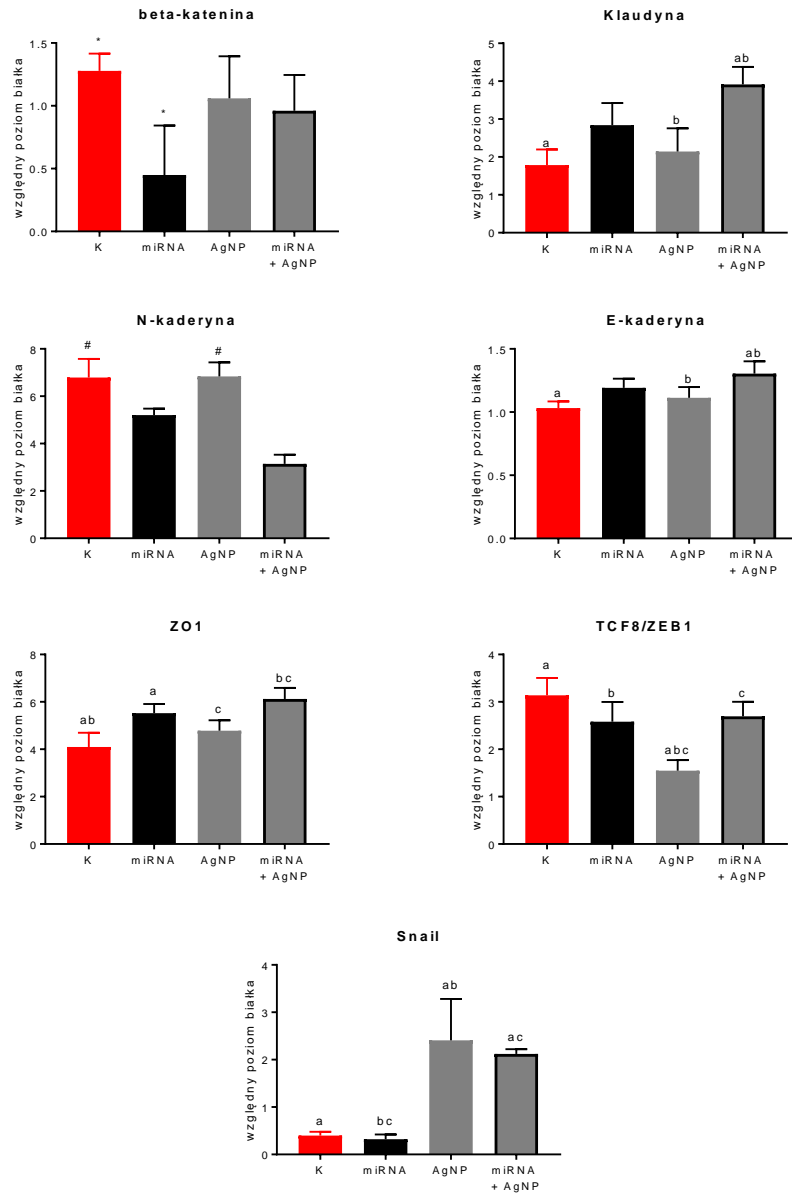 beta-katenina
względny poziom białka
1.5
1.0
0.5
0.0
*
*
K
miRNA
AgNP
miRNA
+ AgNP
Klaudyna
względny poziom białka
5
4
3
2
1
0
a
b
ab
K
miRNA
AgNP
miRNA
+ AgNP
N-kaderyna
względny poziom białka
8
6
4
2
0
#
#
K
miRNA
AgNP
miRNA
+ AgNP
E-kaderyna
względny poziom białka
1.5
1.0
0.5
0.0
a
b
ab
K
miRNA
AgNP
miRNA
+ AgNP
ZO1
względny poziom białka
8
6
4
2
0
ab
a
c
bc
K
miRNA
AgNP
miRNA
+ AgNP
TCF8/ZEB1
względny poziom białka
4
3
2
1
0
a
b
abc
c
K
miRNA
AgNP
miRNA
+ AgNP
Snail
względny poziom białka
4
3
2
1
0
a
bc
ab
ac
K
miRNA
AgNP
miRNA
+ AgNP